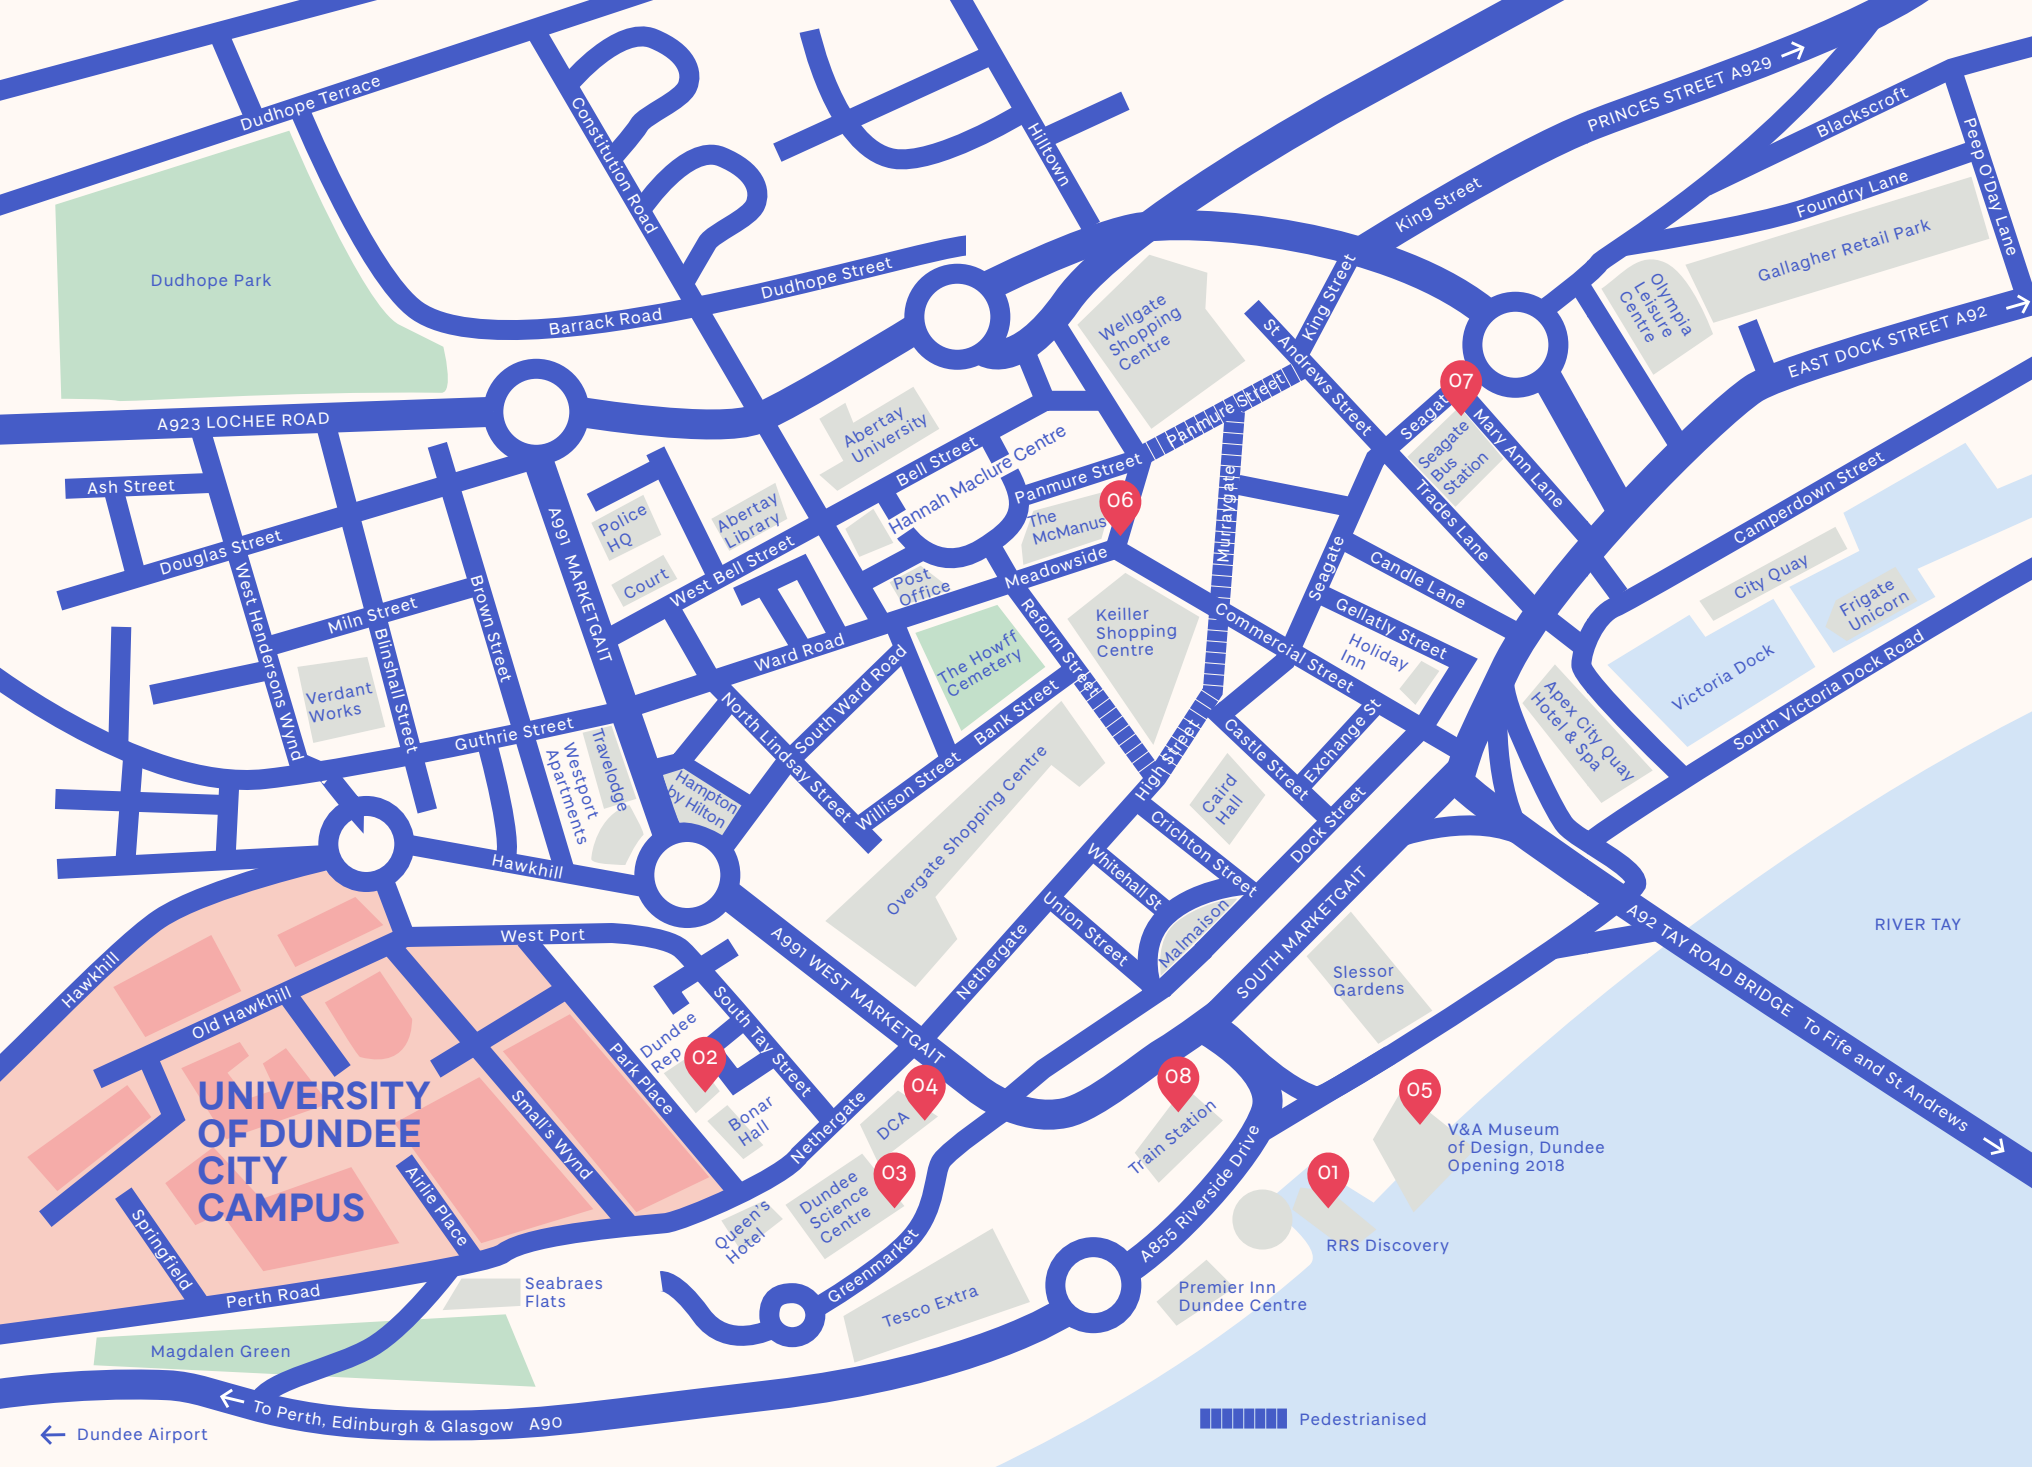 Dudhope Terrace
Constitution Road
Hilltown
PRINCES STREET A929 →
Blackscroft
Peep O'Day Lane
Foundry Lane
King Street
Gallagher Retail Park
Dudhope Park
Dudhope Street
Barrack Road
Olympia
Leisure
Centre
EAST DOCK STREET A92 →
Wellgate
Shopping
Centre
King Street
St Andrews Street
07
Seagate
Mary Ann Lane
Seagate
Bus
Station
Trades Lane
Panmure Street
A923 LOCHEE ROAD
Abertay
University
Bell Street
Hannah Maclure Centre
Panmure Street
Murraygate
Camperdown Street
Ash Street
Douglas Street
A991 MARKETGAIT
Police
HQ
Abertay
Library
Court
West Bell Street
The
McManus
06
Meadowside
Post
Office
Seagate
Candle Lane
Gellatly Street
Holiday
Inn
City Quay
Frigate
Unicorn
Victoria Dock
South Victoria Dock Road
West Hendersons Wynd
Miln Street
Blinshall Street
Brown Street
Verdant
Works
Ward Road
South Ward Road
North Lindsay Street
The Howff
Cemetery
Reform Street
Keiller
Shopping
Centre
Commercial Street
Apex City Quay
Hotel & Spa
Guthrie Street
Travelodge
Westport
Apartments
Hampton
by Hilton
Bank Street
Willison Street
Overgate Shopping Centre
High Street
Castle Street
Exchange St
Caird
Hall
Dock Street
Crichton Street
Whitehall St
Union Street
Malmaison
Hawkhill
Hawkhill
West Port
A991 WEST MARKETGAIT
Nethergate
SOUTH MARKETGAIT
Slessor
Gardens
A92 TAY ROAD BRIDGE To Fife and St Andrews →
RIVER TAY
Old Hawkhill
Dundee
Rep
02
South Tay Street
Park Place
Bonar
Hall
Small's Wynd
UNIVERSITY
OF DUNDEE
CITY
CAMPUS
Airlie Place
Springfield
Perth Road
Nethergate
04
DCA
03
Dundee
Science
Centre
Queen's
Hotel
Greenmarket
08
Train Station
05
V&A Museum
of Design, Dundee
Opening 2018
01
RRS Discovery
A855 Riverside Drive
Premier Inn
Dundee Centre
Tesco Extra
Seabraes
Flats
Magdalen Green
← To Perth, Edinburgh & Glasgow A90
← Dundee Airport
Pedestrianised